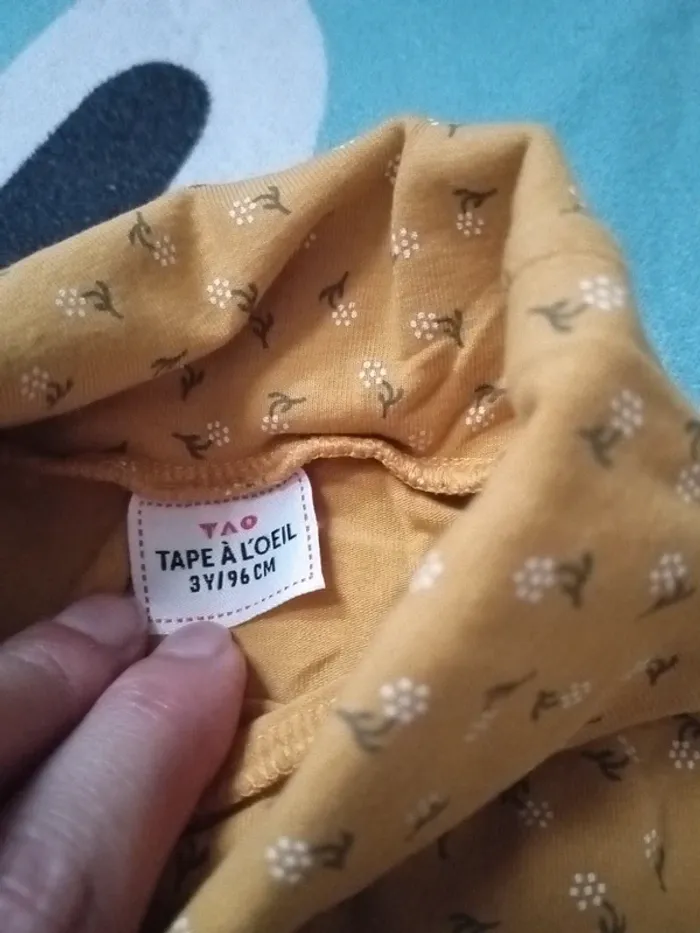 TAO
TAPE À L'OEIL
3Y/96CM